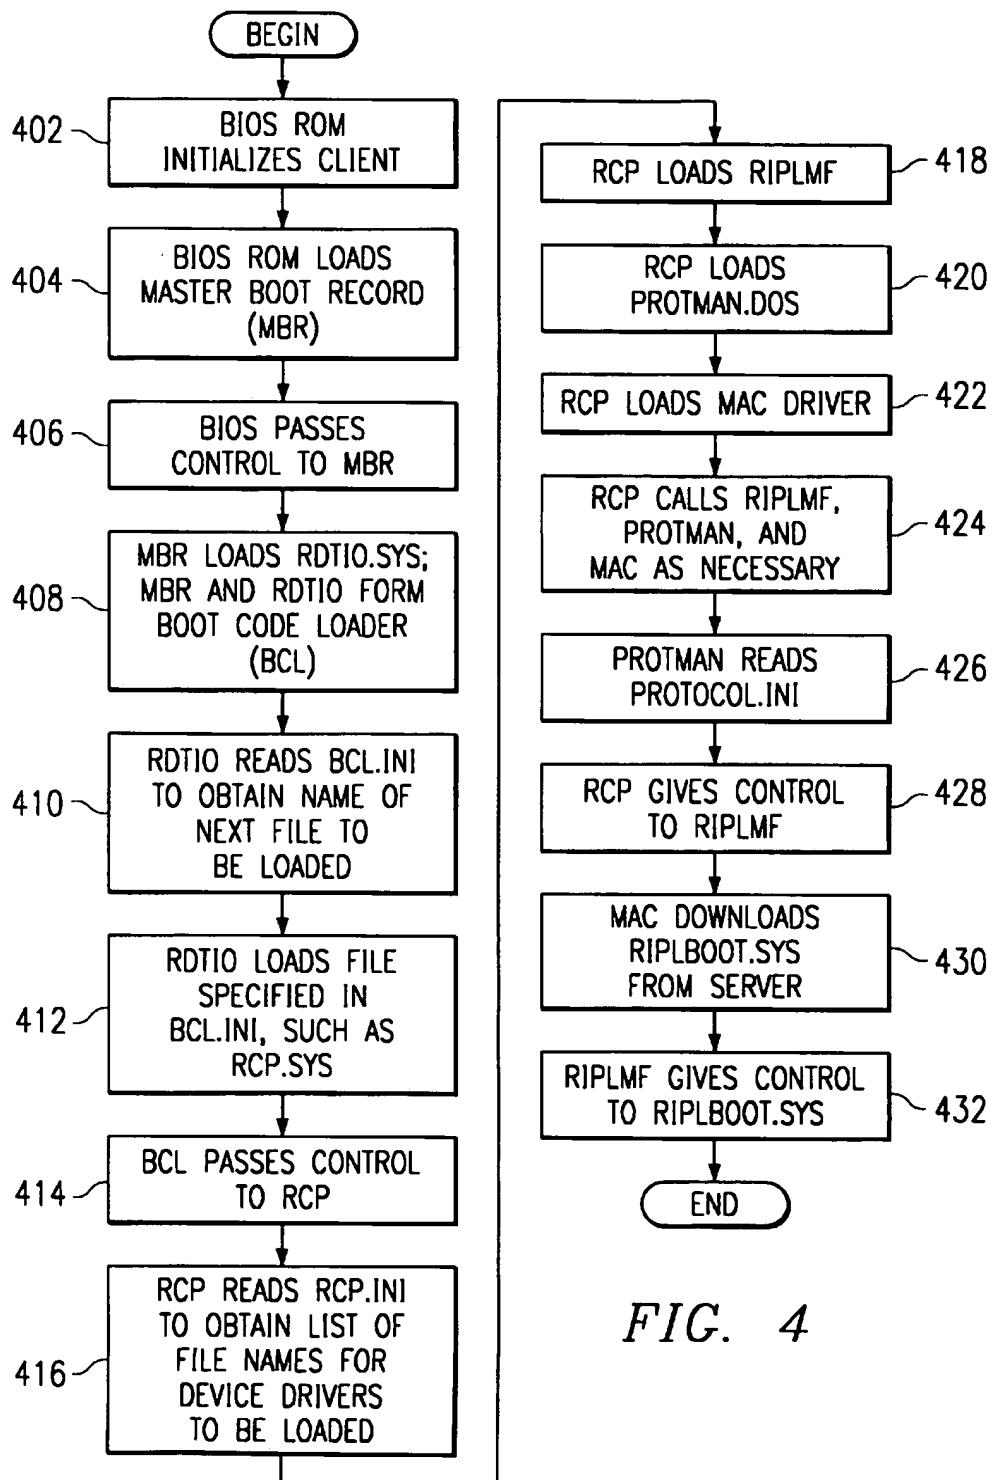 BEGIN
402
BIOS ROM
INITIALIZES CLIENT
404
BIOS ROM LOADS
MASTER BOOT RECORD
(MBR)
406
BIOS PASSES
CONTROL TO MBR
408
MBR LOADS RDTIO.SYS;
MBR AND RDTIO FORM
BOOT CODE LOADER
(BCL)
410
RDTIO READS BCL.INI
TO OBTAIN NAME OF
NEXT FILE TO
BE LOADED
412
RDTIO LOADS FILE
SPECIFIED IN
BCL.INI, SUCH AS
RCP.SYS
414
BCL PASSES CONTROL
TO RCP
416
RCP READS RCP.INI
TO OBTAIN LIST OF
FILE NAMES FOR
DEVICE DRIVERS
TO BE LOADED
RCP LOADS RIPLMF
418
RCP LOADS
PROTMAN.DOS
420
RCP LOADS MAC DRIVER
422
RCP CALLS RIPLMF,
PROTMAN, AND
MAC AS NECESSARY
424
PROTMAN READS
PROTOCOL.INI
426
RCP GIVES CONTROL
TO RIPLMF
428
MAC DOWNLOADS
RIPLBOOT.SYS
FROM SERVER
430
RIPLMF GIVES CONTROL
TO RIPLBOOT.SYS
432
END
FIG. 4